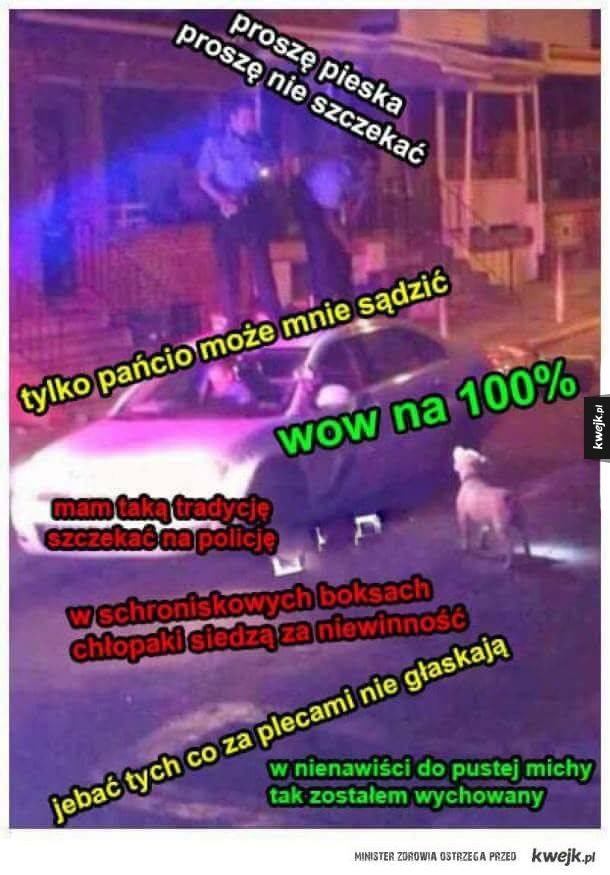 proszę pieska
proszę nie szczekać
tylko pańcio może mnie sądzić
wow na 100%
kwejk.pl
mam taką tradycję
szczekać na policję
w schroniskowych boksach
chłopaki siedzą za niewinność
jebać tych co za plecami nie głaskają
w nienawiści do pustej michy
tak zostałem wychowany
MINISTER ZDROWIA OSTRZEGA PRZED kwejk.pl